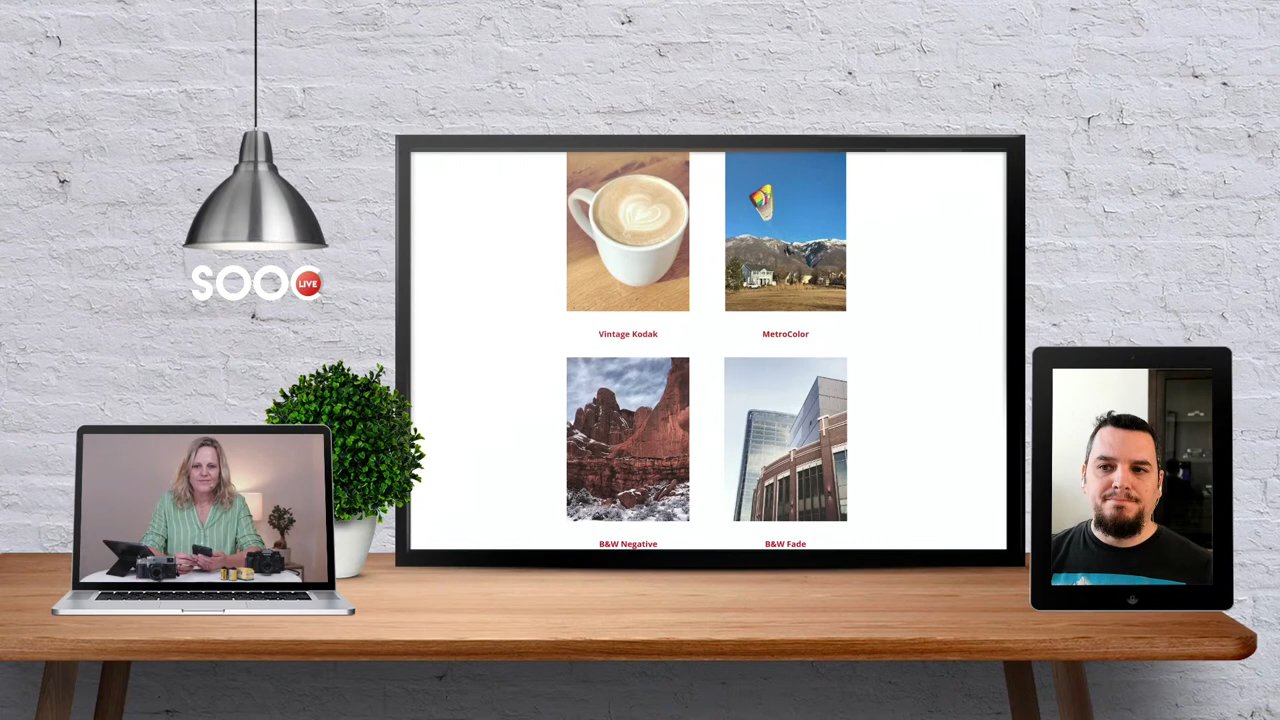 SOOC
LIVE
Vintage Kodak
MetroColor
B&W Negative
B&W Fade